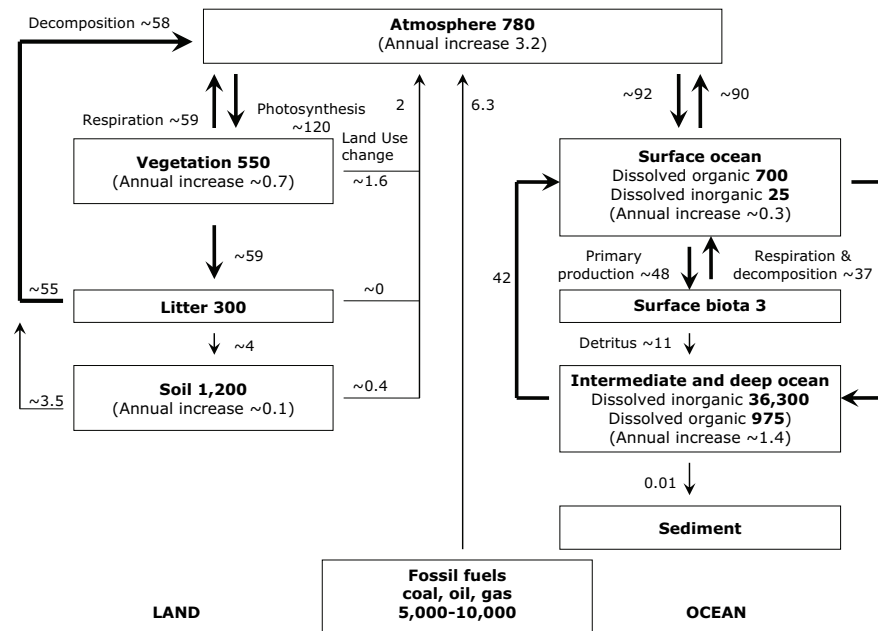 Decomposition ~58
Atmosphere 780
(Annual increase 3.2)
Respiration ~59
Photosynthesis
~120
2
6.3
~92
~90
Land Use
change
Vegetation 550
(Annual increase ~0.7)
~1.6
Surface ocean
Dissolved organic 700
Dissolved inorganic 25
(Annual increase ~0.3)
~59
Primary
production ~48
Respiration &
decomposition ~37
42
~55
Litter 300
~0
Surface biota 3
~4
Detritus ~11
Soil 1,200
(Annual increase ~0.1)
~3.5
~0.4
Intermediate and deep ocean
Dissolved inorganic 36,300
Dissolved organic 975)
(Annual increase ~1.4)
0.01
Sediment
Fossil fuels
coal, oil, gas
5,000-10,000
LAND
OCEAN